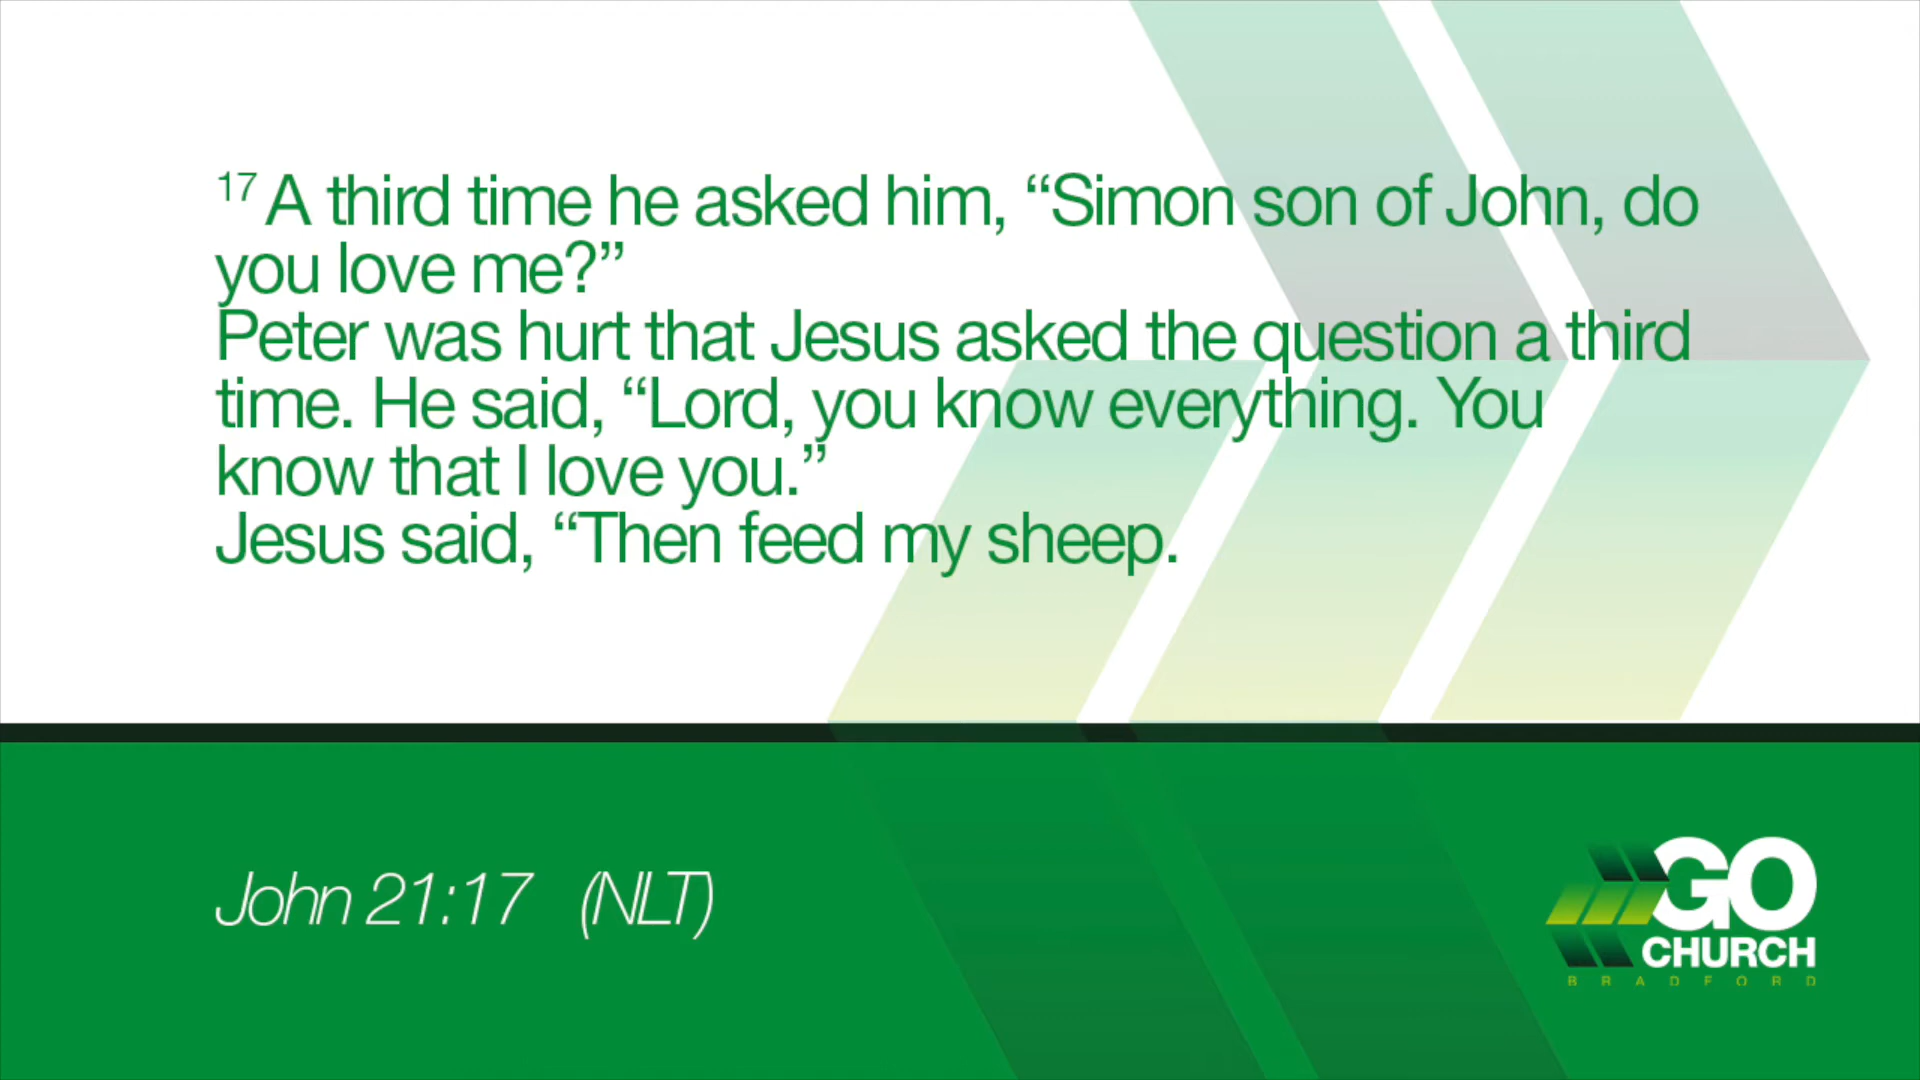 17 A third time he asked him, “Simon son of John, do
you love me?”
Peter was hurt that Jesus asked the question a third
time. He said, “Lord, you know everything. You
know that I love you.”
Jesus said, “Then feed my sheep.
John 21:17 (NLT)
GO
CHURCH
BRADFORD